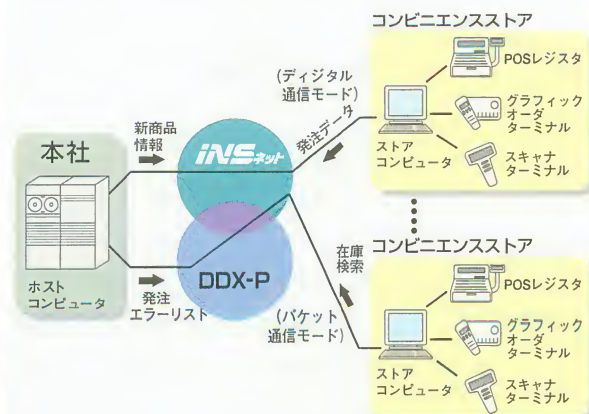 コンビニエンスストア
POSレジスタ
(ディジタル
通信モード)
グラフィック
オーダ
ターミナル
発注データ
新商品
情報
iNSネット
本社
ストア
コンピュータ
スキャナ
ターミナル
コンビニエンスストア
在庫
検索
POSレジスタ
DDX-P
ホスト
コンピュータ
発注
エラーリスト
(パケット
通信モード)
グラフィック
オーダ
ターミナル
ストア
コンピュータ
スキャナ
ターミナル